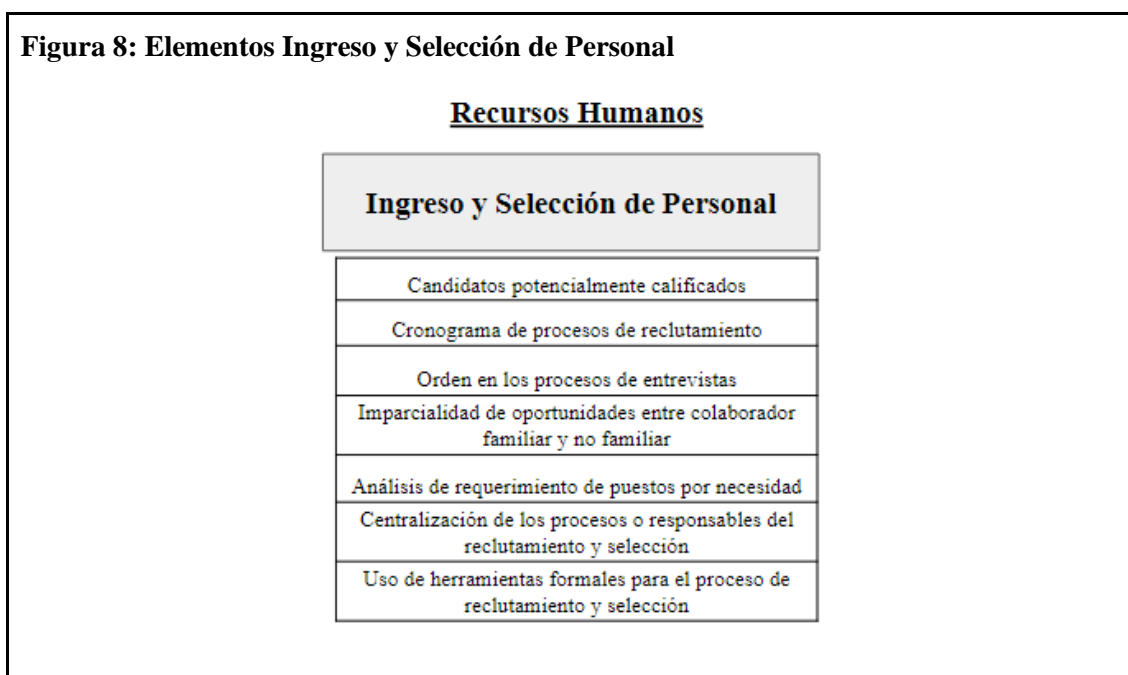 Figura 8: Elementos Ingreso y Selección de Personal
Recursos Humanos
Ingreso y Selección de Personal
Candidatos potencialmente calificados
Cronograma de procesos de reclutamiento
Orden en los procesos de entrevistas
Imparcialidad de oportunidades entre colaborador
familiar y no familiar
Análisis de requerimiento de puestos por necesidad
Centralización de los procesos o responsables del
reclutamiento y selección
Uso de herramientas formales para el proceso de
reclutamiento y selección